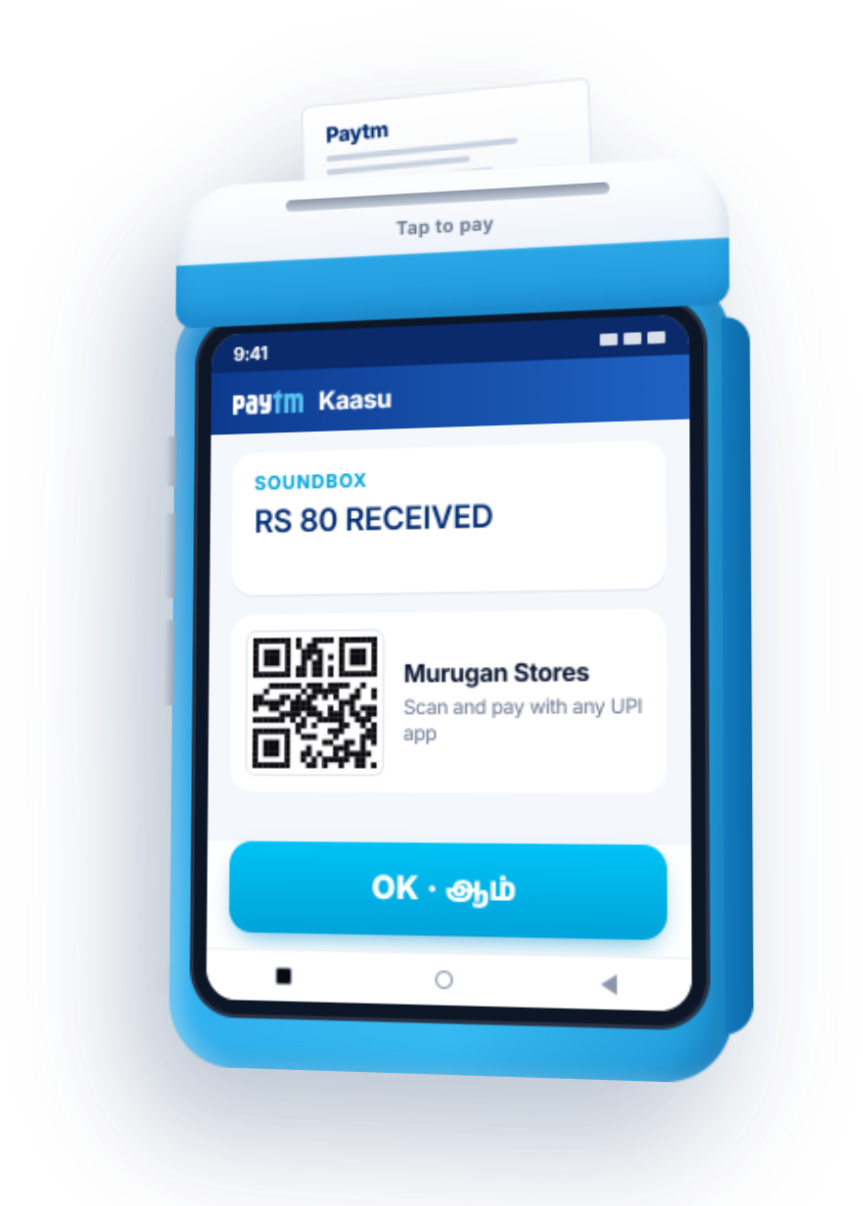 Paytm
Tap to pay
9:41
paytm Kaasu
SOUNDBOX
RS 80 RECEIVED
Murugan Stores
Scan and pay with any UPI
app
OK · ஆம்